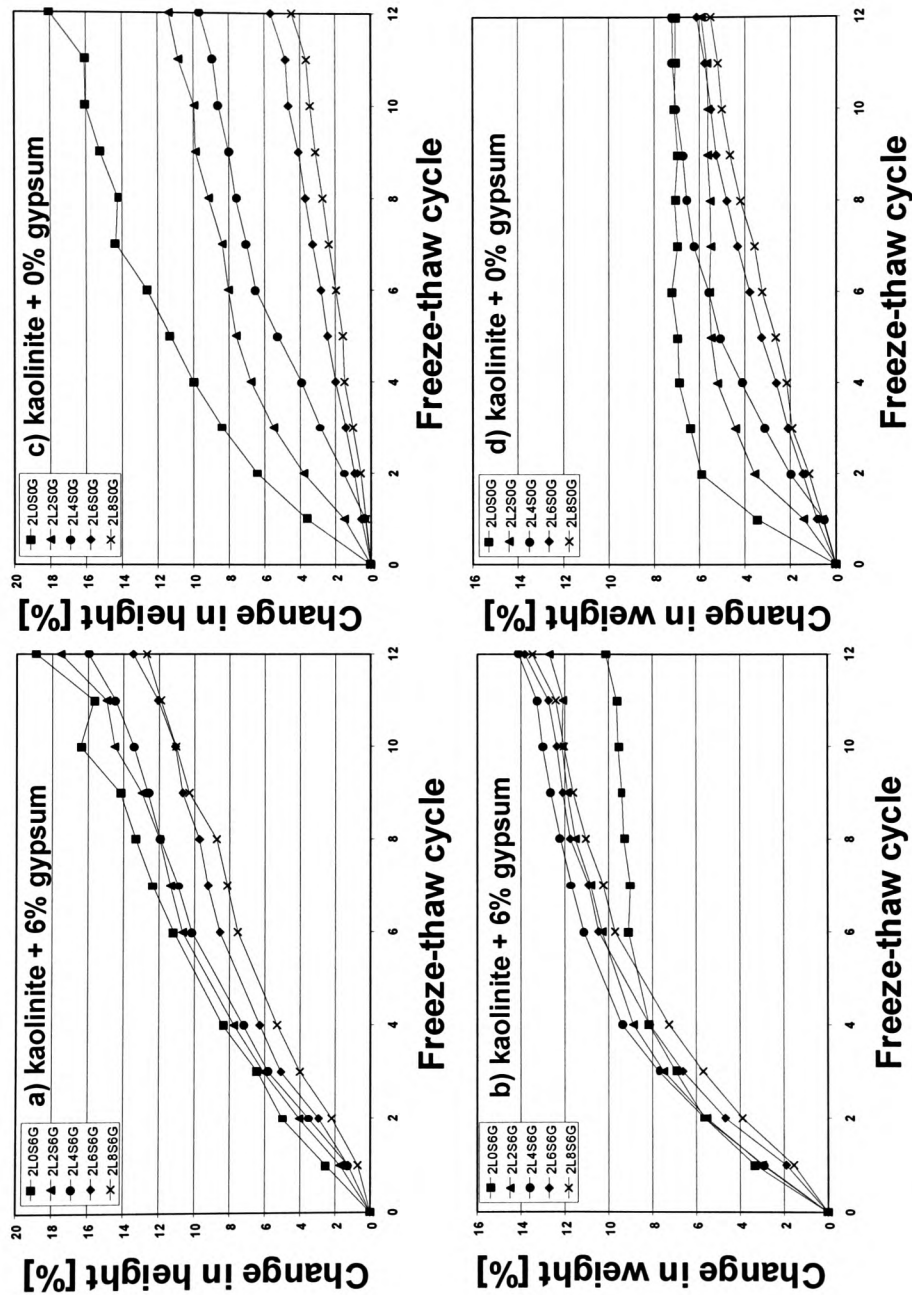 a) kaolinite + 6% gypsum
2L0S6G
2L2S6G
2L4S6G
2L6S6G
2L8S6G
Change in height [%]
20
18
16
14
12
10
8
6
4
2
0
0
2
4
6
8
10
12
Freeze-thaw cycle
c) kaolinite + 0% gypsum
2L0S0G
2L2S0G
2L4S0G
2L6S0G
2L8S0G
Change in height [%]
20
18
16
14
12
10
8
6
4
2
0
0
2
4
6
8
10
12
Freeze-thaw cycle
b) kaolinite + 6% gypsum
2L0S6G
2L2S6G
2L4S6G
2L6S6G
2L8S6G
Change in weight [%]
16
14
12
10
8
6
4
2
0
0
2
4
6
8
10
12
Freeze-thaw cycle
d) kaolinite + 0% gypsum
2L0S0G
2L2S0G
2L4S0G
2L6S0G
2L8S0G
Change in weight [%]
16
14
12
10
8
6
4
2
0
0
2
4
6
8
10
12
Freeze-thaw cycle